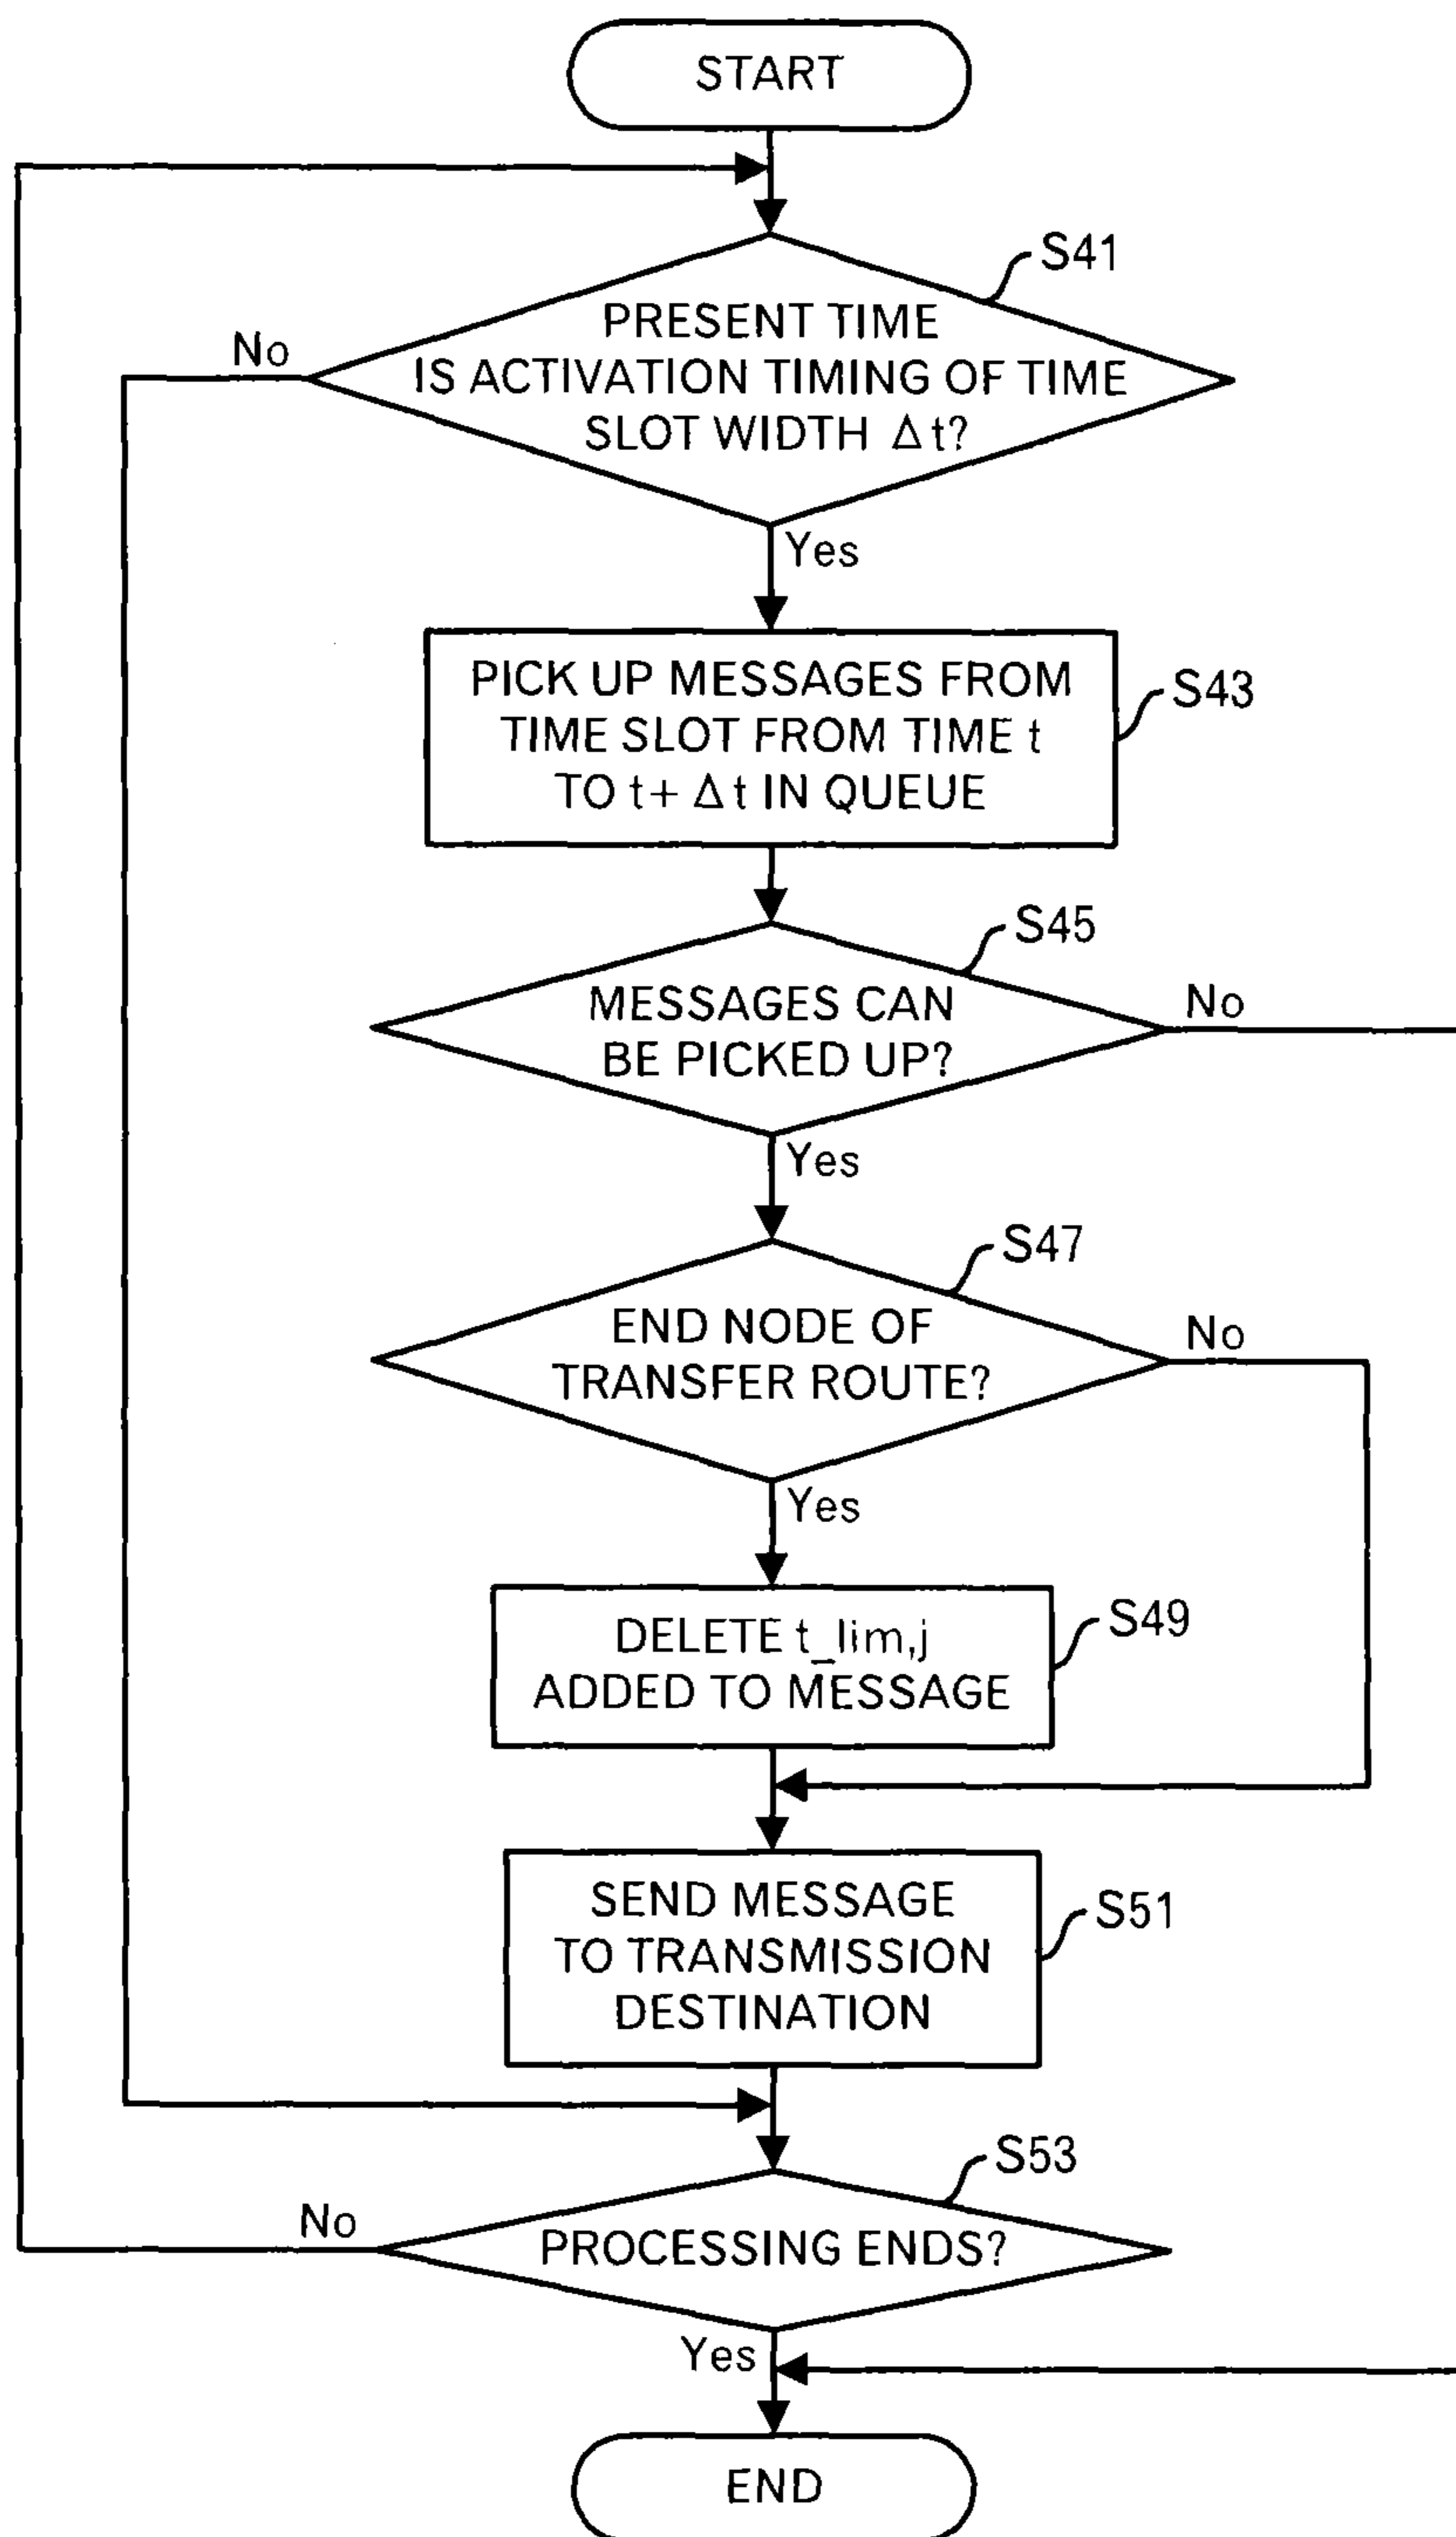 START
S41
No
PRESENT TIME
IS ACTIVATION TIMING OF TIME
SLOT WIDTH Δt?
Yes
PICK UP MESSAGES FROM
TIME SLOT FROM TIME t
TO t+ Δt IN QUEUE
S43
S45
MESSAGES CAN
BE PICKED UP?
No
Yes
S47
END NODE OF
TRANSFER ROUTE?
No
Yes
DELETE t_lim,j
ADDED TO MESSAGE
S49
SEND MESSAGE
TO TRANSMISSION
DESTINATION
S51
S53
No
PROCESSING ENDS?
Yes
END